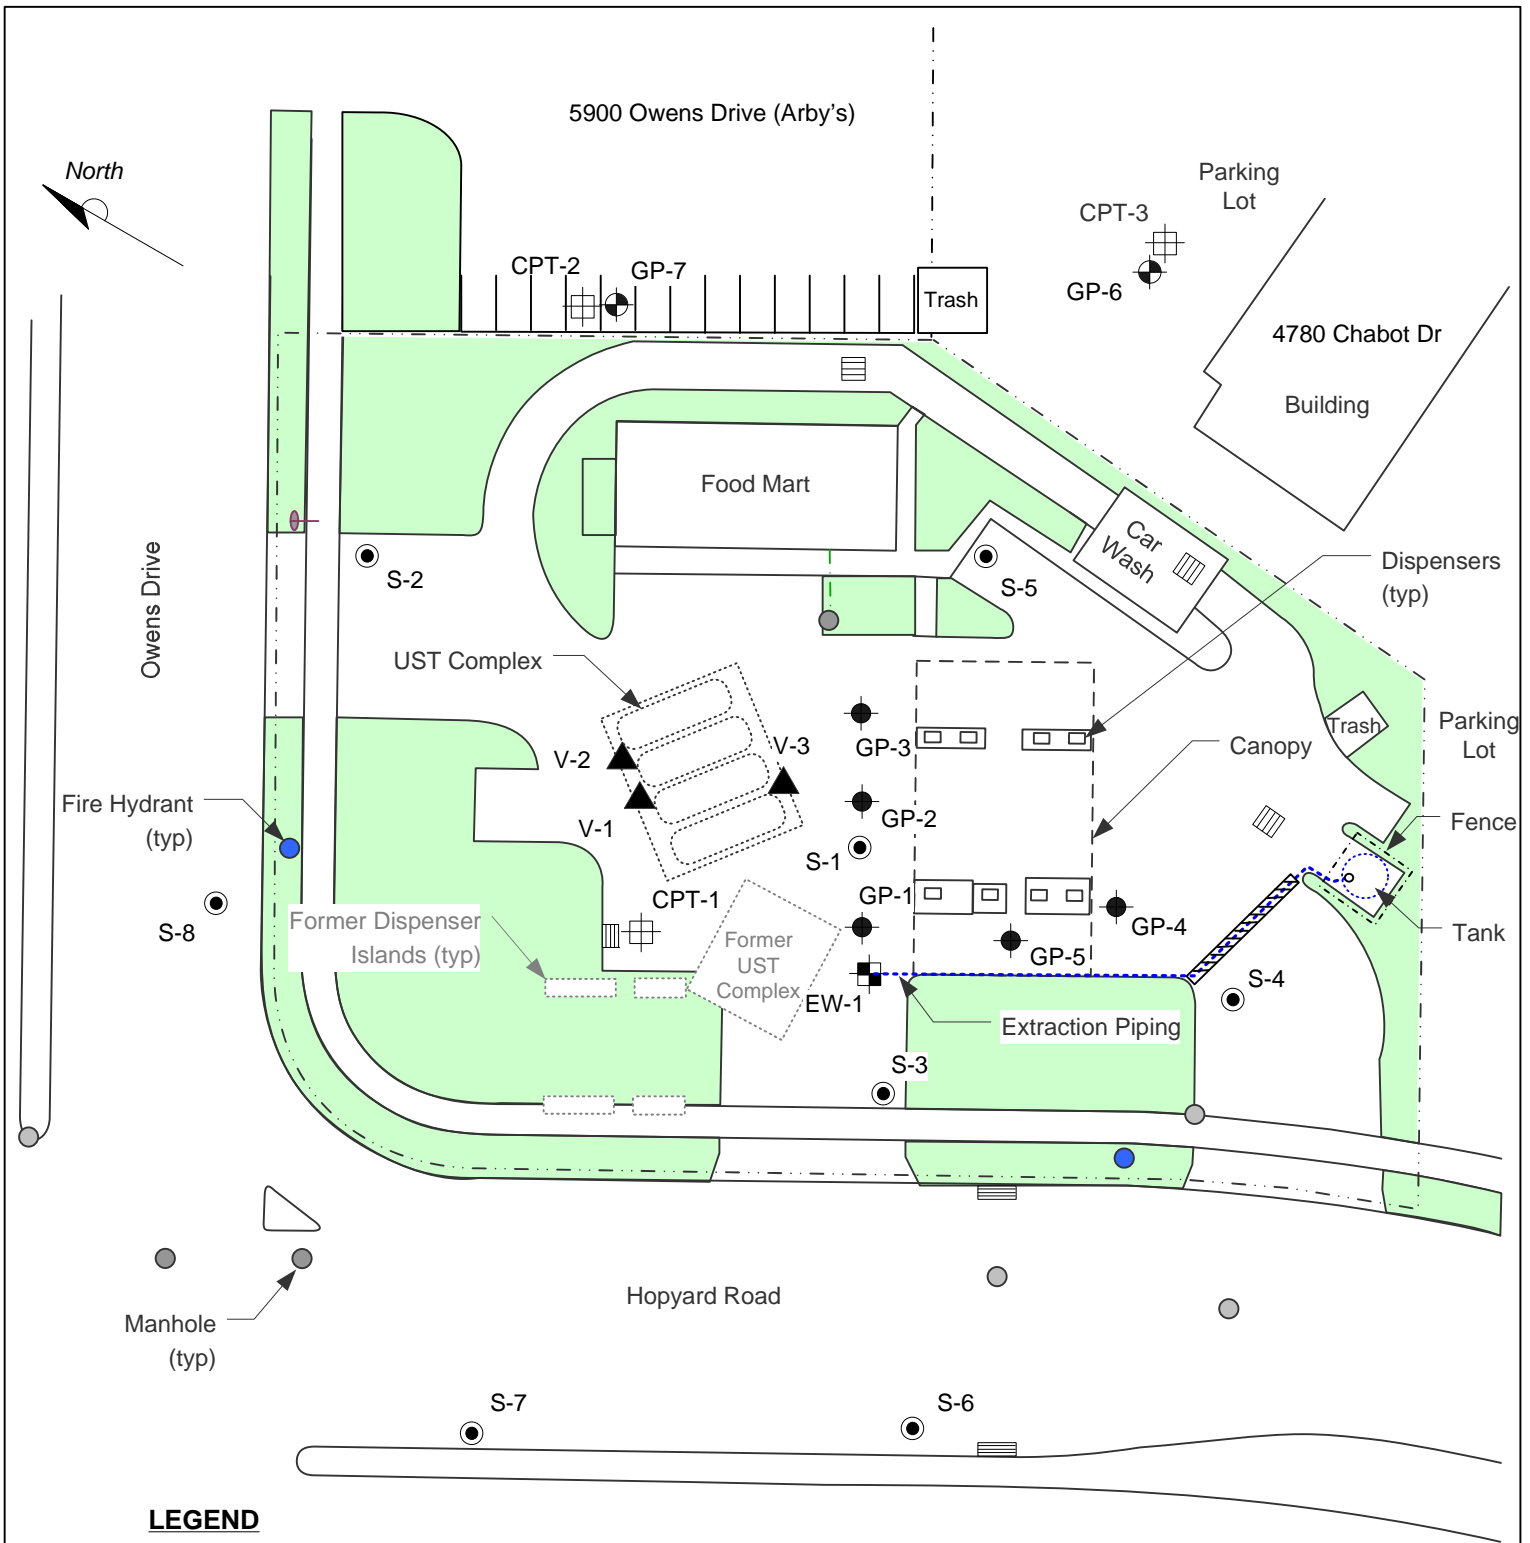 5900 Owens Drive (Arby's)
North
Parking
Lot
CPT-3
CPT-2
GP-7
GP-6
Trash
4780 Chabot Dr
Building
Food Mart
Car
Wash
Dispensers
(typ)
Owens Drive
S-2
S-5
UST Complex
Trash
Parking
Lot
V-2
V-3
GP-3
Canopy
Fire Hydrant
(typ)
V-1
GP-2
Fence
S-1
CPT-1
GP-1
GP-4
S-8
Former Dispenser
Islands (typ)
Former
UST
Complex
GP-5
Tank
S-4
EW-1
Extraction Piping
S-3
Hopyard Road
Manhole
(typ)
S-7
S-6
LEGEND